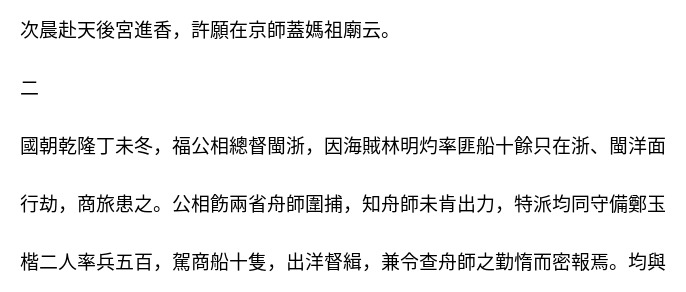 次晨赴天後宮進香，許願在京師蓋媽祖廟云。
二
國朝乾隆丁未冬，福公相總督閩浙，因海賊林明灼率匪船十餘只在浙、閩洋面
行劫，商旅患之。公相飭兩省舟師圍捕，知舟師未肯出力，特派均同守備鄭玉
楷二人率兵五百，駕商船十隻，出洋督緝，兼令查舟師之勤惰而密報焉。均與